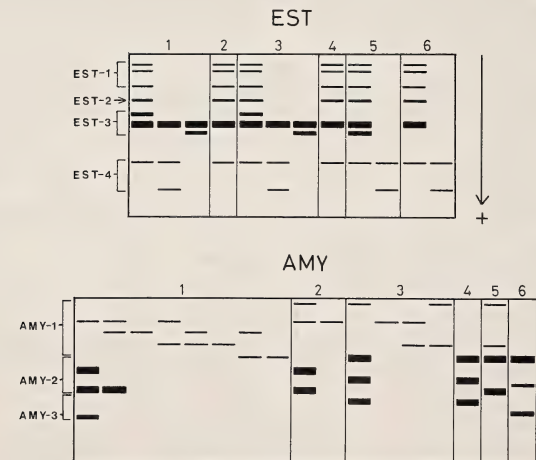 EST
1 2 3 4 5 6
EST-1
EST-2
EST-3
EST-4
+
AMY
1 2 3 4 5 6
AMY-1
AMY-2
AMY-3